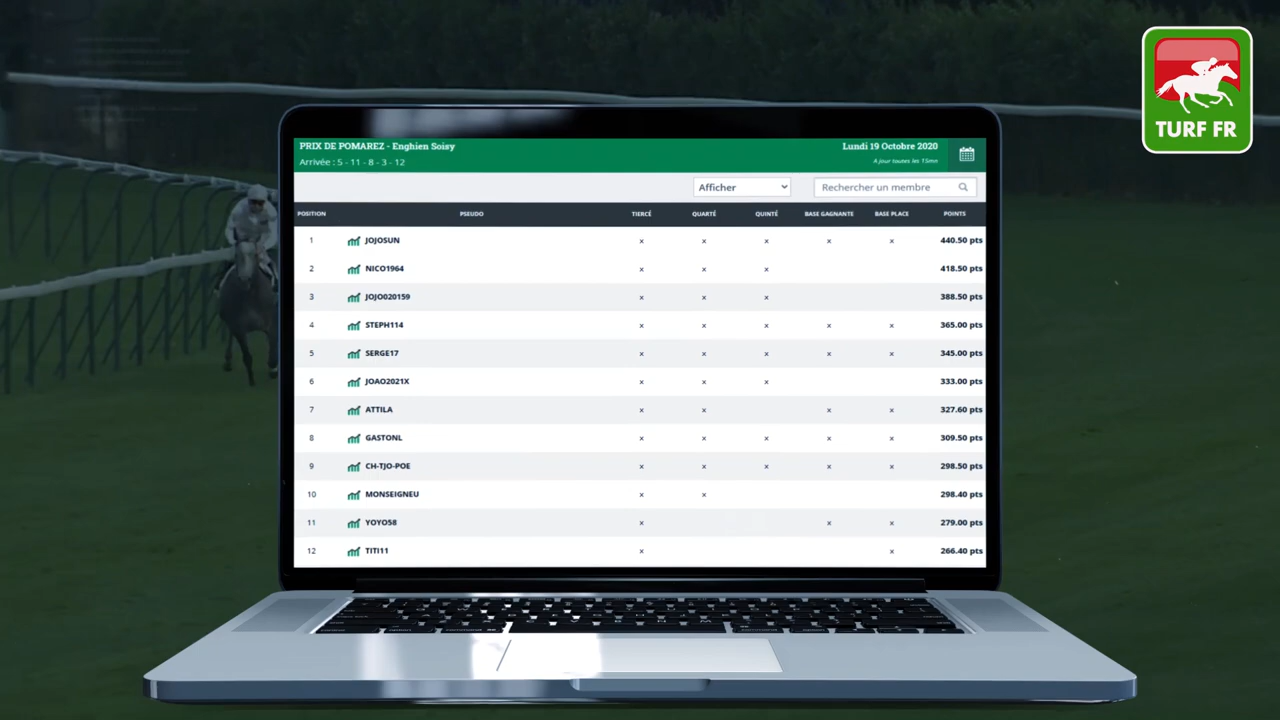 TURF FR
PRIX DE POMAREZ - Enghien Soisy
Lundi 19 Octobre 2020
Arrivée : 5 - 11 - 8 - 3 - 12
A jour toutes les 15mn
Afficher
Rechercher un membre
POSITION PSEUDO TIERCÉ QUARTÉ QUINTÉ BASE GAGNANTE BASE PLACE POINTS
1 JOJOSUN x x x x x 440.50 pts
2 NICO1964 x x x 418.50 pts
3 JOJO020159 x x x 388.50 pts
4 STEPH114 x x x x x 365.00 pts
5 SERGE17 x x x x x 345.00 pts
6 JOAO2021X x x x 333.00 pts
7 ATTILA x x x x 327.60 pts
8 GASTONL x x x x x 309.50 pts
9 CH-TJO-POE x x x x x 298.50 pts
10 MONSEIGNEU x x 298.40 pts
11 YOYO58 x x x 279.00 pts
12 TITI11 x x 266.40 pts